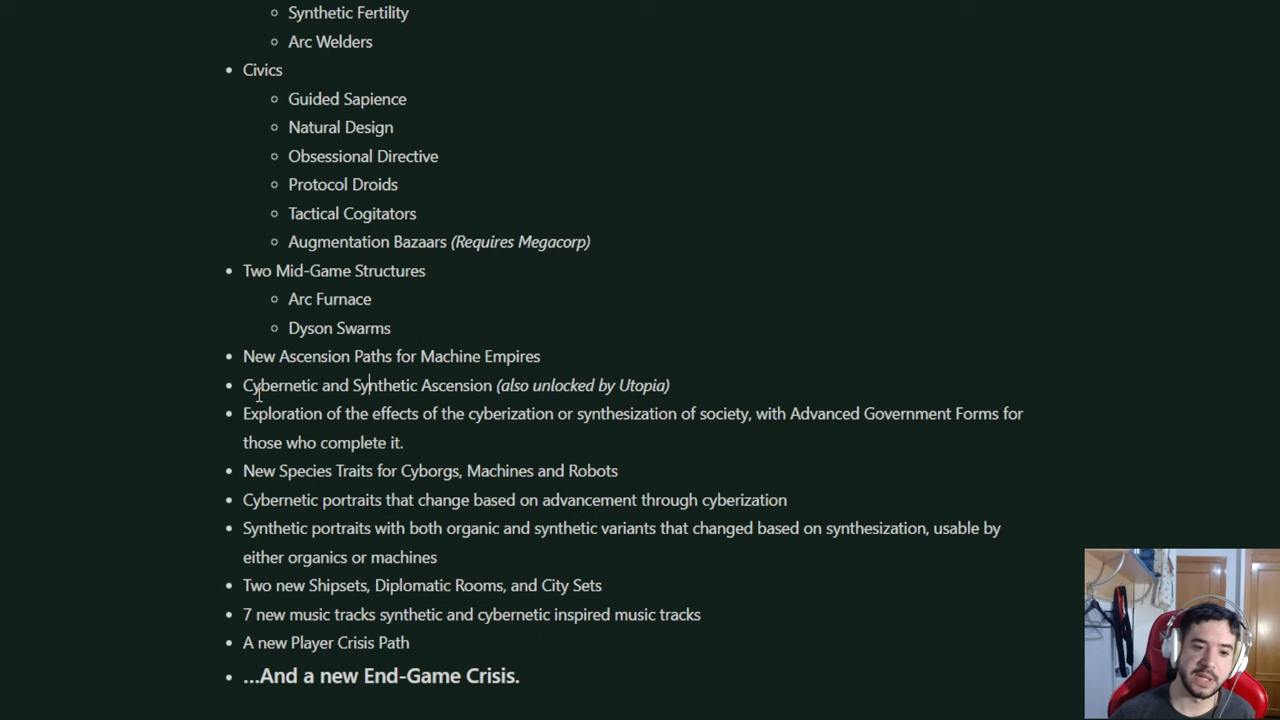 Synthetic Fertility
Arc Welders
Civics
Guided Sapience
Natural Design
Obsessional Directive
Protocol Droids
Tactical Cogitators
Augmentation Bazaars (Requires Megacorp)
Two Mid-Game Structures
Arc Furnace
Dyson Swarms
New Ascension Paths for Machine Empires
Cybernetic and Synthetic Ascension (also unlocked by Utopia)
Exploration of the effects of the cyberization or synthesization of society, with Advanced Government Forms for
those who complete it.
New Species Traits for Cyborgs, Machines and Robots
Cybernetic portraits that change based on advancement through cyberization
Synthetic portraits with both organic and synthetic variants that changed based on synthesization, usable by
either organics or machines
Two new Shipsets, Diplomatic Rooms, and City Sets
7 new music tracks synthetic and cybernetic inspired music tracks
A new Player Crisis Path
...And a new End-Game Crisis.